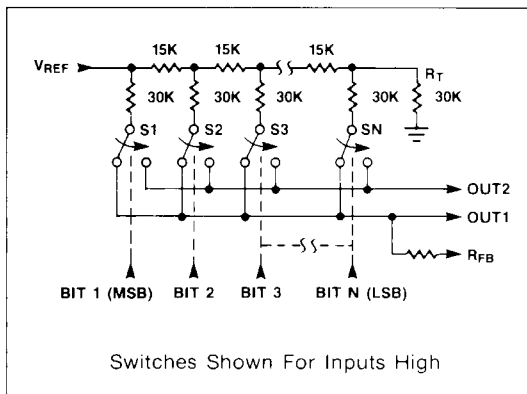 15K 15K 15K
VREF
RT
30K 30K 30K 30K 30K
S1 S2 S3 SN
OUT2
OUT1
RFB
BIT 1 (MSB) BIT 2 BIT 3 BIT N (LSB)
Switches Shown For Inputs High